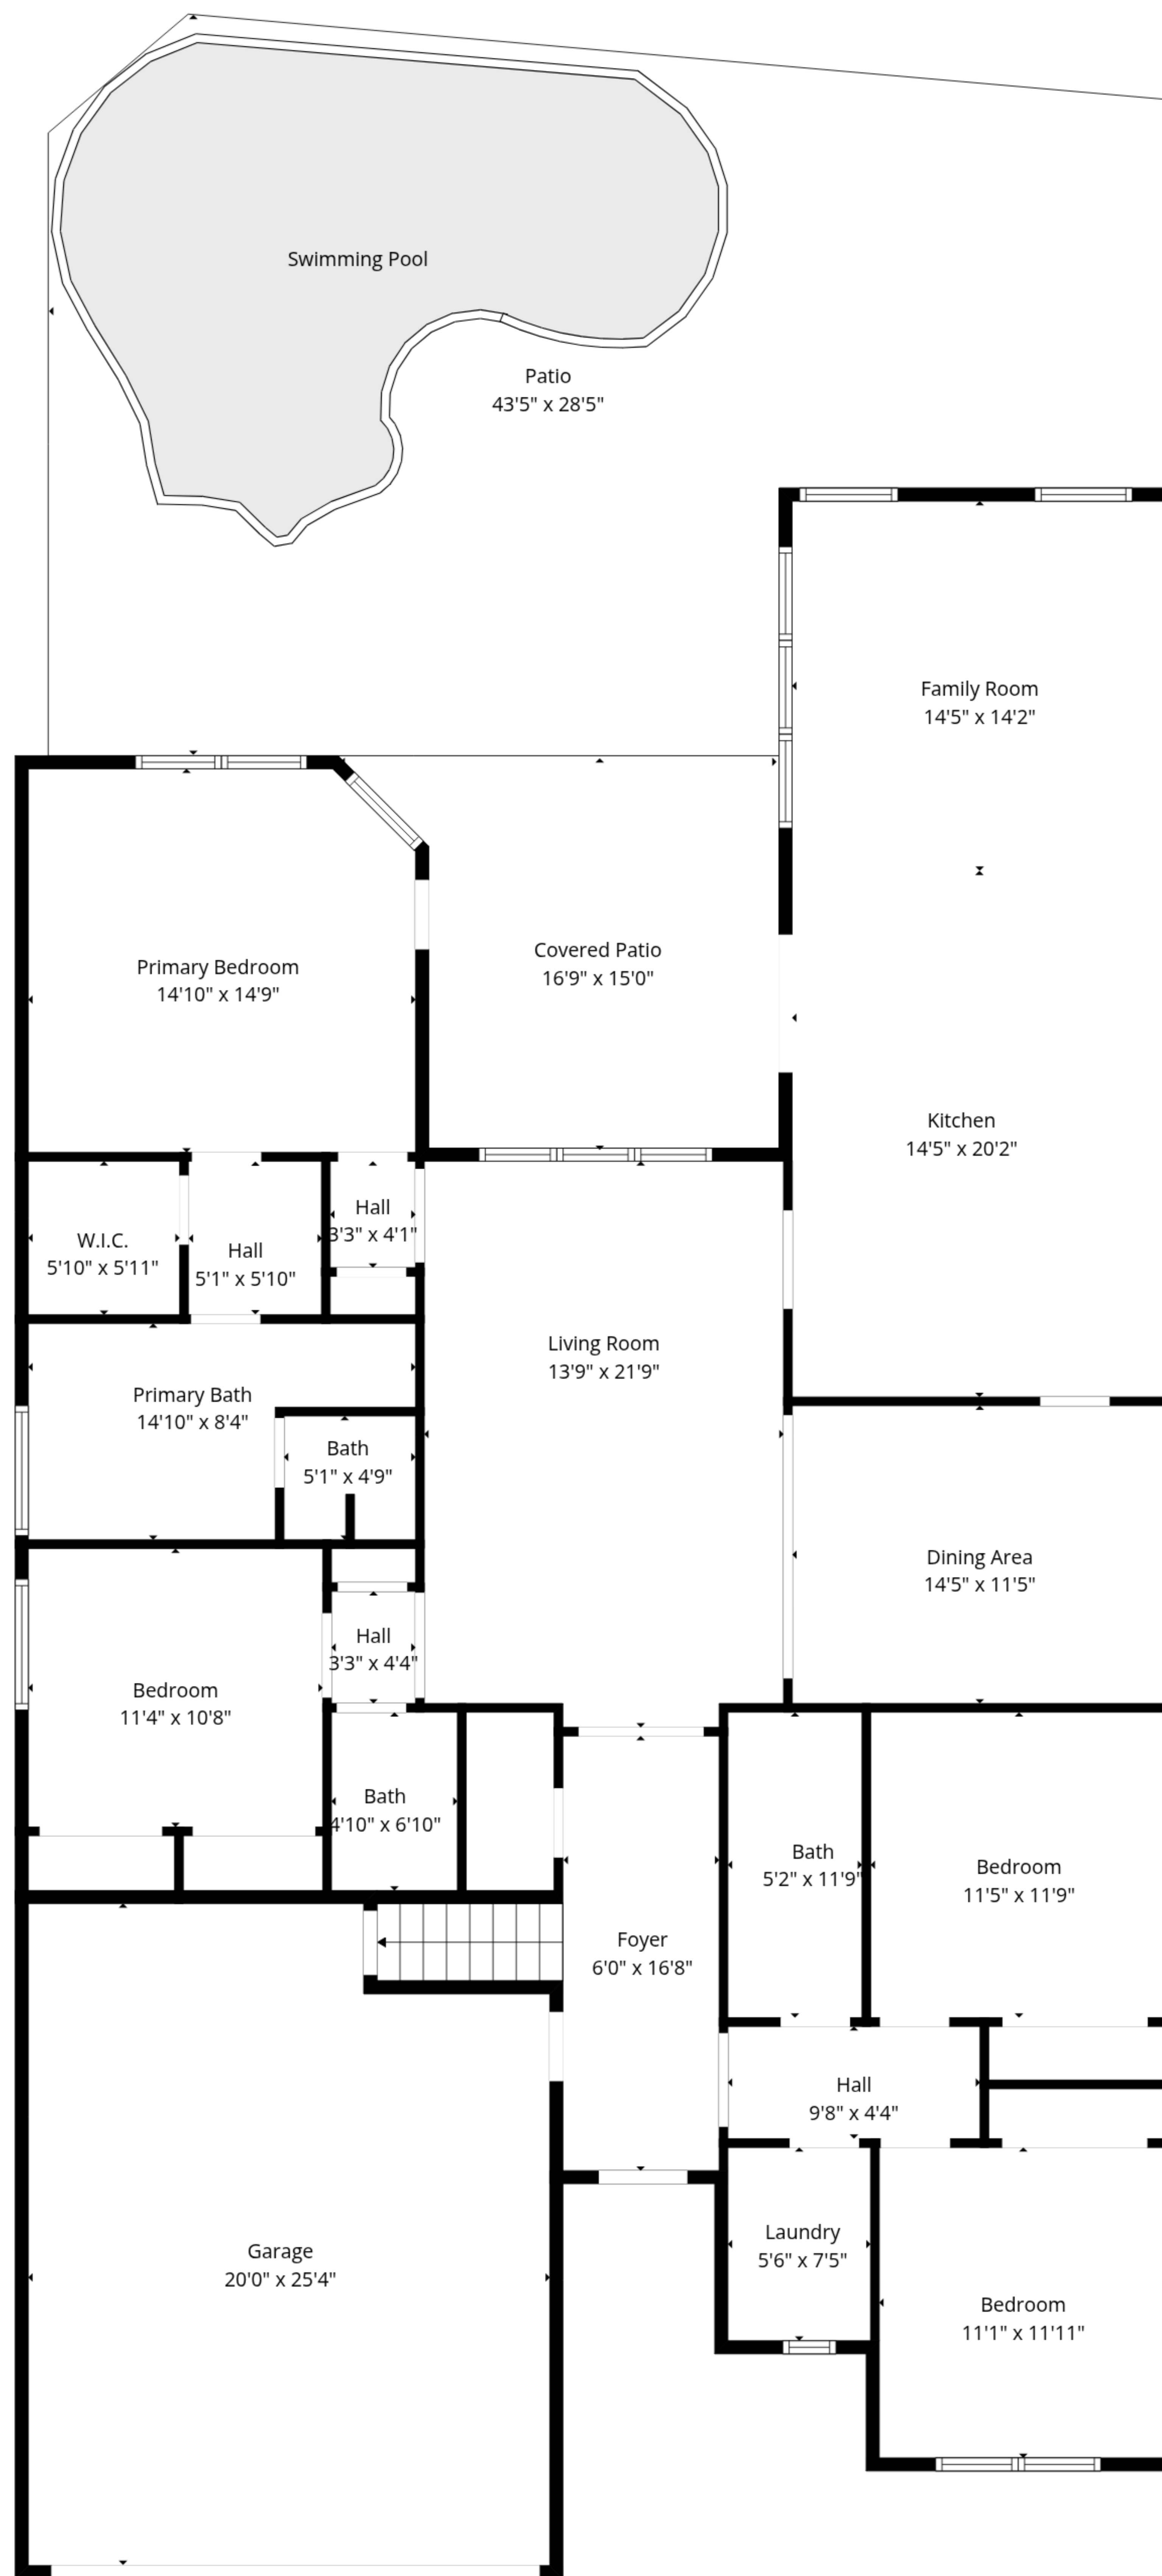 Swimming Pool
Patio
43'5" x 28'5"
Family Room
14'5" x 14'2"
Primary Bedroom
14'10" x 14'9"
Covered Patio
16'9" x 15'0"
Kitchen
14'5" x 20'2"
W.I.C.
5'10" x 5'11"
Hall
5'1" x 5'10"
Hall
3'3" x 4'1"
Living Room
13'9" x 21'9"
Primary Bath
14'10" x 8'4"
Bath
5'1" x 4'9"
Dining Area
14'5" x 11'5"
Hall
3'3" x 4'4"
Bedroom
11'4" x 10'8"
Bath
4'10" x 6'10"
Bath
5'2" x 11'9"
Bedroom
11'5" x 11'9"
Foyer
6'0" x 16'8"
Hall
9'8" x 4'4"
Laundry
5'6" x 7'5"
Garage
20'0" x 25'4"
Bedroom
11'1" x 11'11"